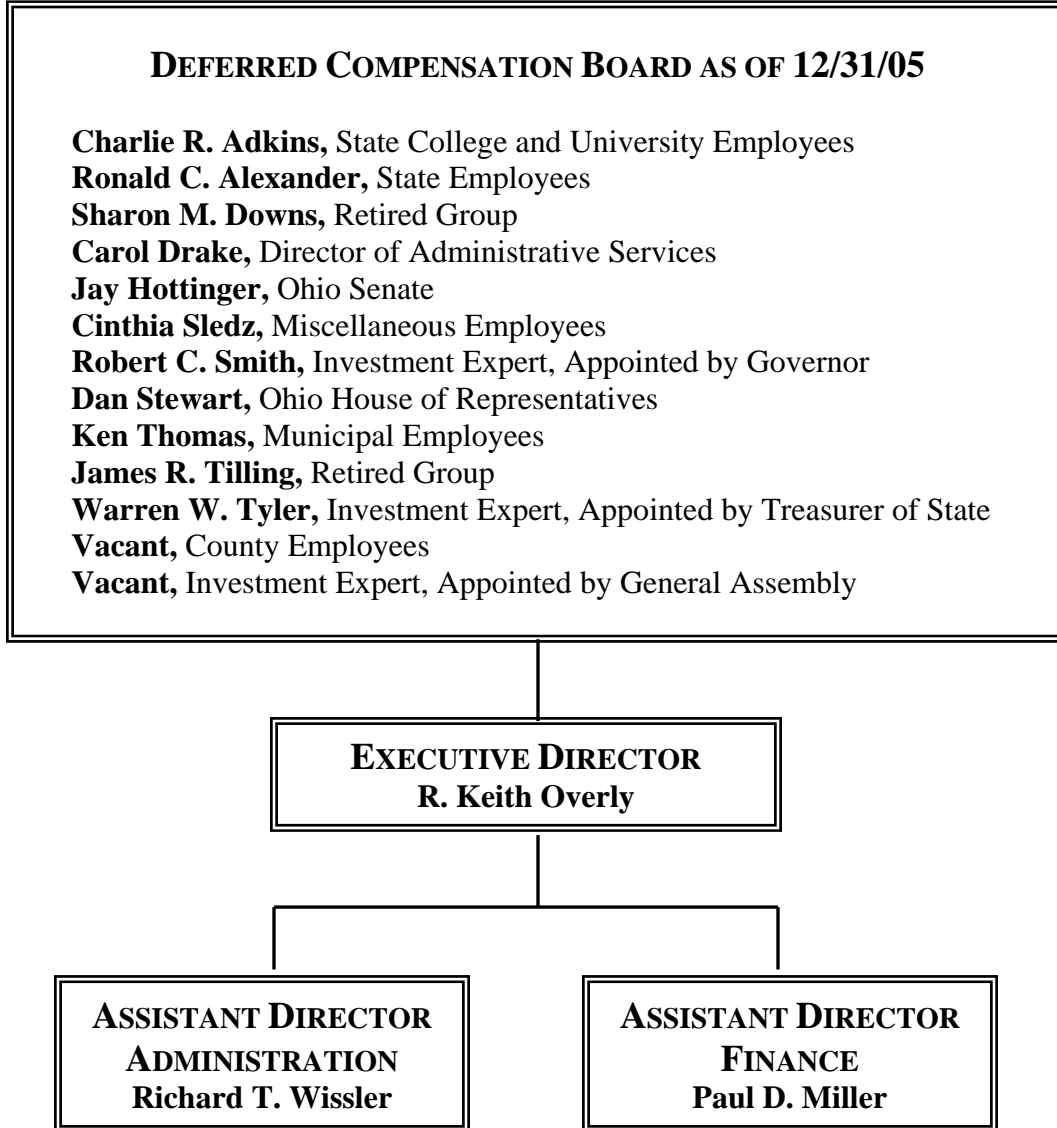 DEFERRED COMPENSATION BOARD AS OF 12/31/05
Charlie R. Adkins, State College and University Employees
Ronald C. Alexander, State Employees
Sharon M. Downs, Retired Group
Carol Drake, Director of Administrative Services
Jay Hottinger, Ohio Senate
Cinthia Sledz, Miscellaneous Employees
Robert C. Smith, Investment Expert, Appointed by Governor
Dan Stewart, Ohio House of Representatives
Ken Thomas, Municipal Employees
James R. Tilling, Retired Group
Warren W. Tyler, Investment Expert, Appointed by Treasurer of State
Vacant, County Employees
Vacant, Investment Expert, Appointed by General Assembly
EXECUTIVE DIRECTOR
R. Keith Overly
ASSISTANT DIRECTOR
ADMINISTRATION
Richard T. Wissler
ASSISTANT DIRECTOR
FINANCE
Paul D. Miller